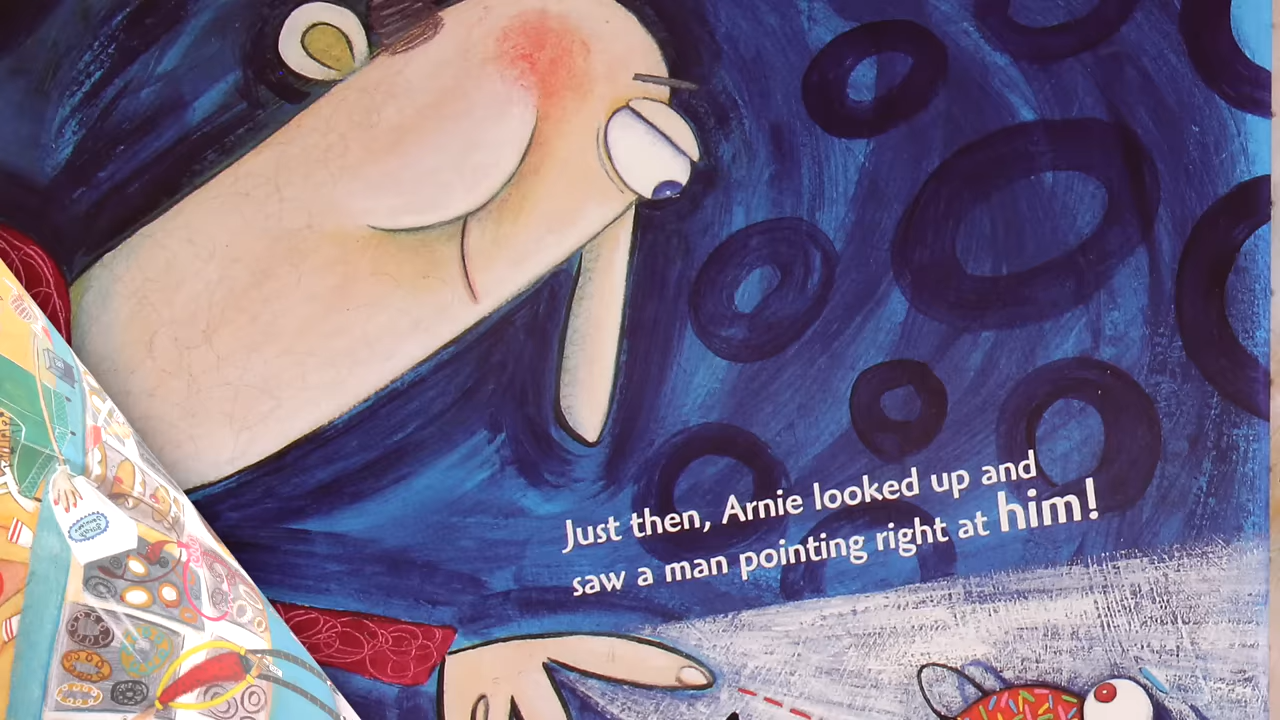 Just then, Arnie looked up and
saw a man pointing right at him!